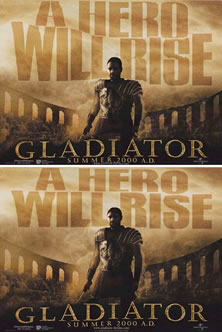 A HERO
WILL RISE
GLADIATOR
SUMMER 2000 A.D.
A HERO
WILL RISE
GLADIATOR
SUMMER 2000 A.D.